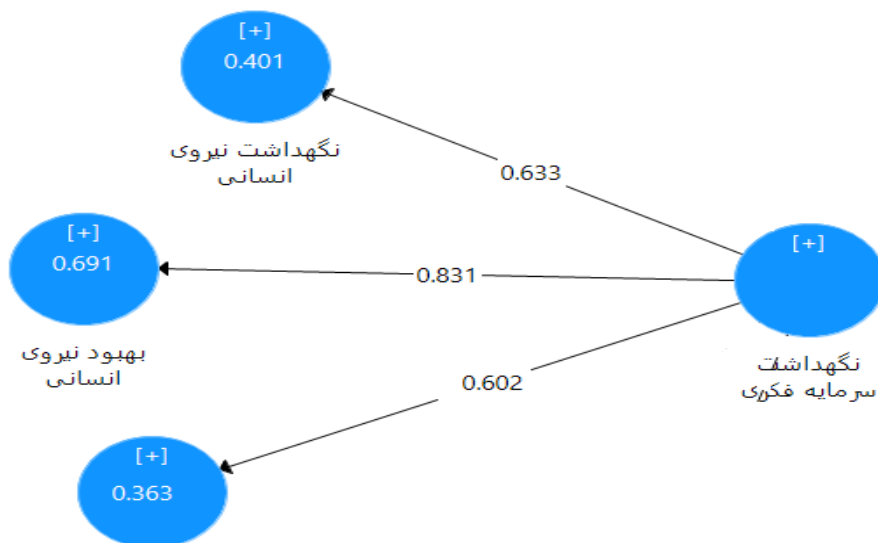 [+]
0.401
نگهداشت نیروی
انسانی
0.633
[+]
0.691
بهبود نیروی
انسانی
0.831
[+]
نگهداشت
سرمایه فکری
0.602
[+]
0.363